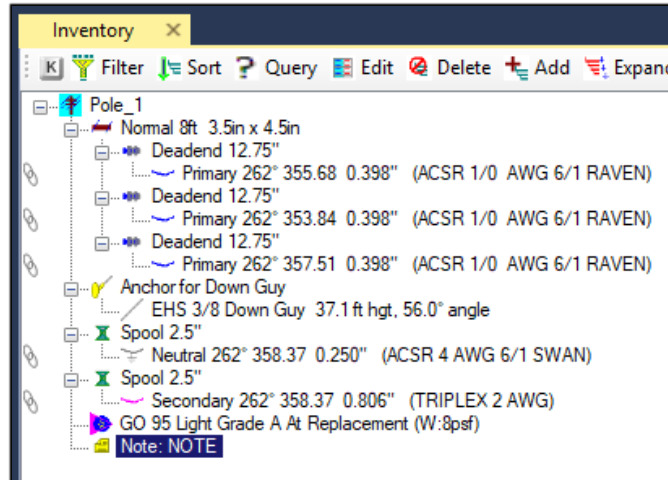 Inventory
Filter Sort Query Edit Delete Add Expand
Pole_1
Normal 8ft 3.5in x 4.5in
Deadend 12.75"
Primary 262° 355.68 0.398" (ACSR 1/0 AWG 6/1 RAVEN)
Deadend 12.75"
Primary 262° 353.84 0.398" (ACSR 1/0 AWG 6/1 RAVEN)
Deadend 12.75"
Primary 262° 357.51 0.398" (ACSR 1/0 AWG 6/1 RAVEN)
Anchor for Down Guy
EHS 3/8 Down Guy 37.1 ft hgt, 56.0° angle
Spool 2.5"
Neutral 262° 358.37 0.250" (ACSR 4 AWG 6/1 SWAN)
Spool 2.5"
Secondary 262° 358.37 0.806" (TRIPLEX 2 AWG)
GO 95 Light Grade A At Replacement (W:8psf)
Note: NOTE